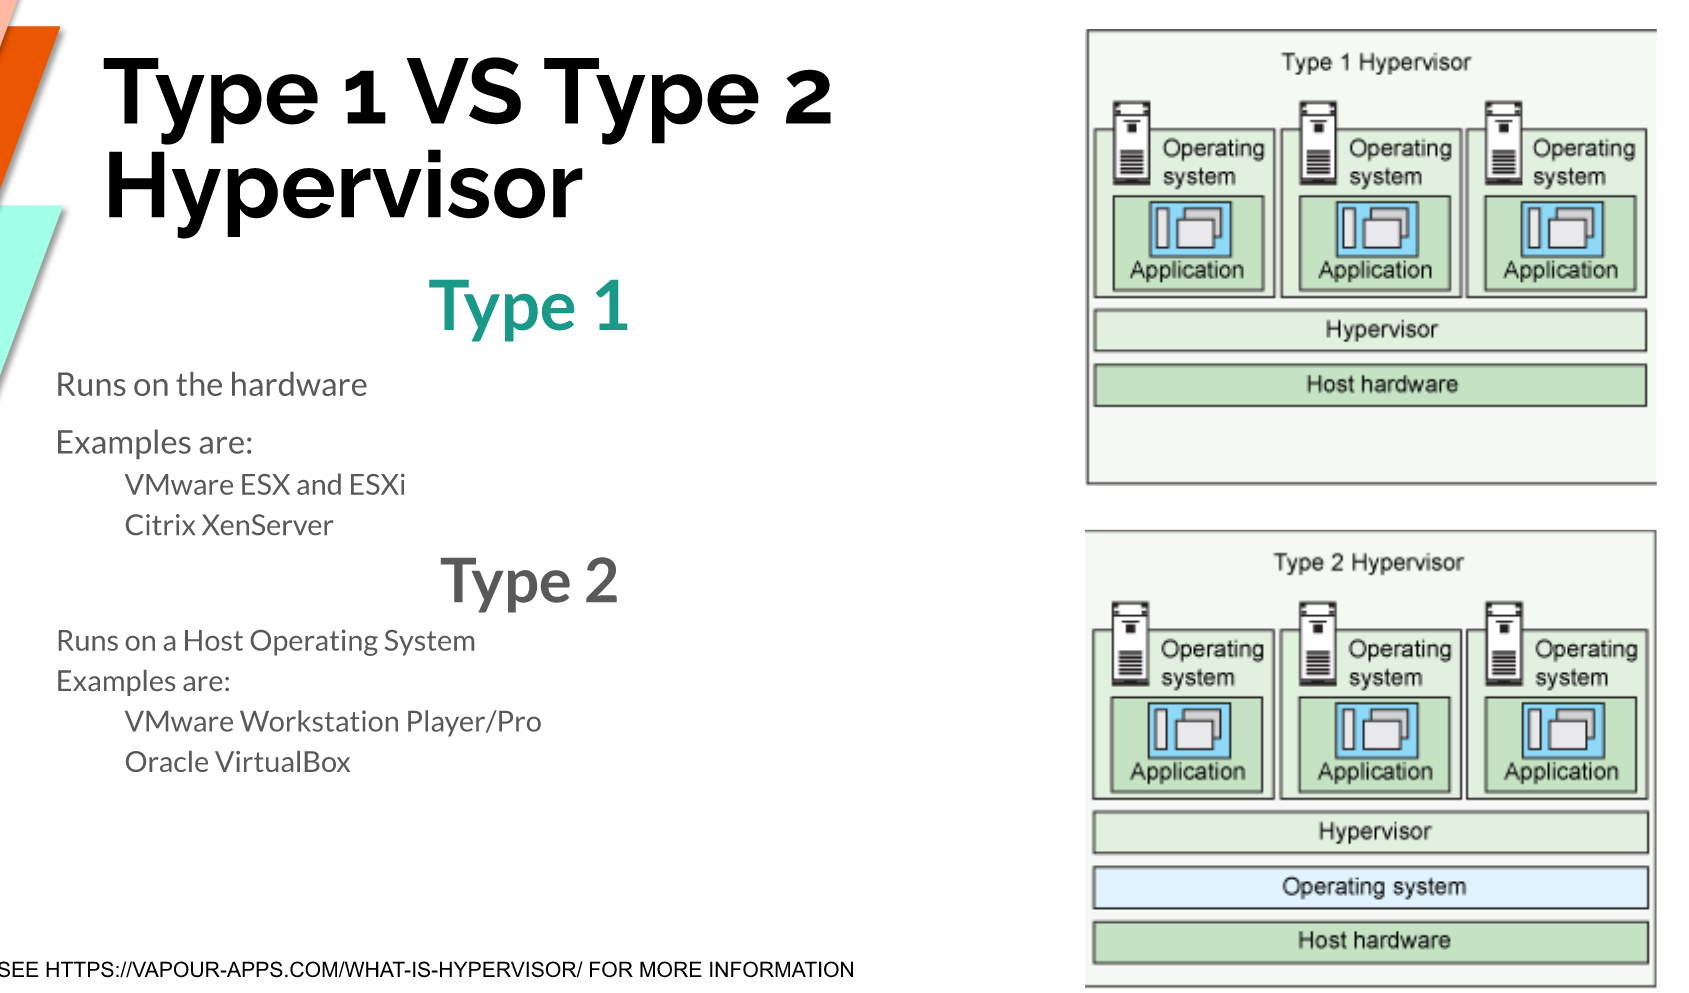 Type 1 VS Type 2
Hypervisor
Type 1
Runs on the hardware
Examples are:
VMware ESX and ESXi
Citrix XenServer
Type 2
Runs on a Host Operating System
Examples are:
VMware Workstation Player/Pro
Oracle VirtualBox
SEE HTTPS://VAPOUR-APPS.COM/WHAT-IS-HYPERVISOR/ FOR MORE INFORMATION
Type 1 Hypervisor
Operating system
Application
Operating system
Application
Operating system
Application
Hypervisor
Host hardware
Type 2 Hypervisor
Operating system
Application
Operating system
Application
Operating system
Application
Hypervisor
Operating system
Host hardware